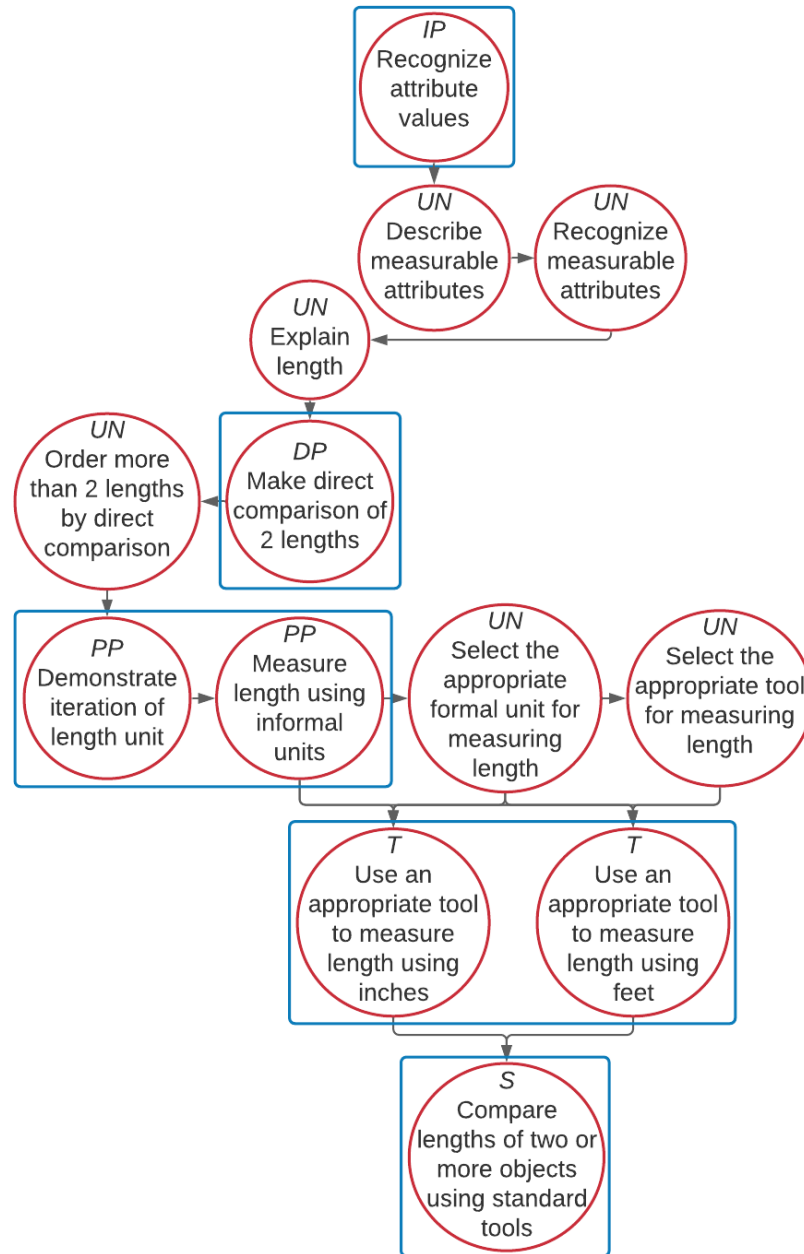 IP
Recognize
attribute
values
UN
Describe
measurable
attributes
UN
Recognize
measurable
attributes
UN
Explain
length
DP
Make direct
comparison of
2 lengths
UN
Order more
than 2 lengths
by direct
comparison
PP
Demonstrate
iteration of
length unit
PP
Measure
length using
informal
units
UN
Select the
appropriate
formal unit for
measuring
length
UN
Select the
appropriate tool
for measuring
length
T
Use an
appropriate tool
to measure
length using
inches
T
Use an
appropriate tool
to measure
length using
feet
S
Compare
lengths of two or
more objects
using standard
tools